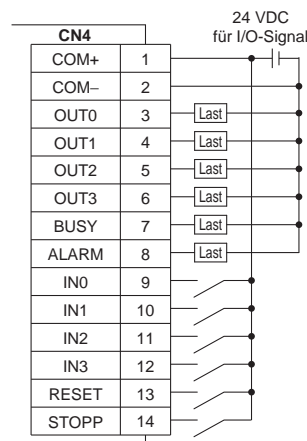 24 VDC
für I/O-Signal
CN4
COM+ 1
COM− 2
OUT0 3 Last
OUT1 4 Last
OUT2 5 Last
OUT3 6 Last
BUSY 7 Last
ALARM 8 Last
IN0 9
IN1 10
IN2 11
IN3 12
RESET 13
STOPP 14